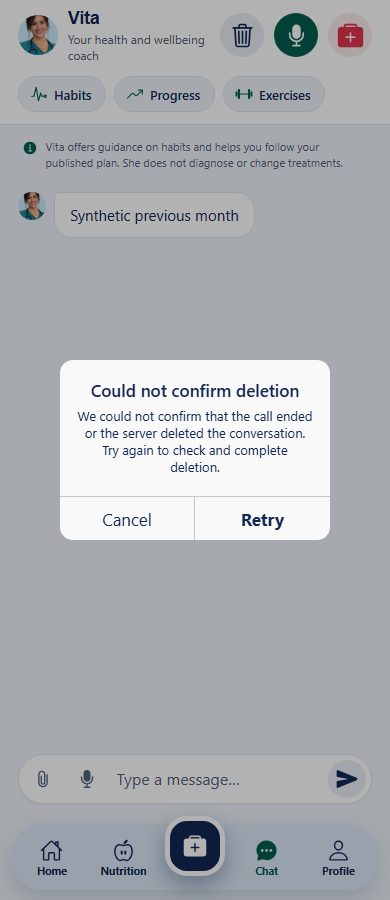 Vita
Your health and wellbeing
coach
Habits
Progress
Exercises
Vita offers guidance on habits and helps you follow your
published plan. She does not diagnose or change treatments.
Synthetic previous month
Could not confirm deletion
We could not confirm that the call ended
or the server deleted the conversation.
Try again to check and complete
deletion.
Cancel
Retry
Type a message...
Home
Nutrition
Chat
Profile